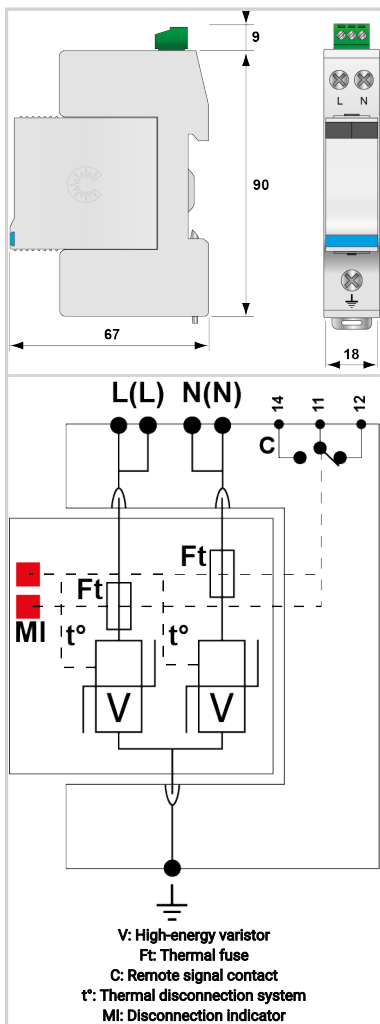 9
L N
90
67
18
L(L) N(N) 14 11 12
C
Ft
Ft
MI t° t°
V V
V: High-energy varistor
Ft: Thermal fuse
C: Remote signal contact
t°: Thermal disconnection system
MI: Disconnection indicator